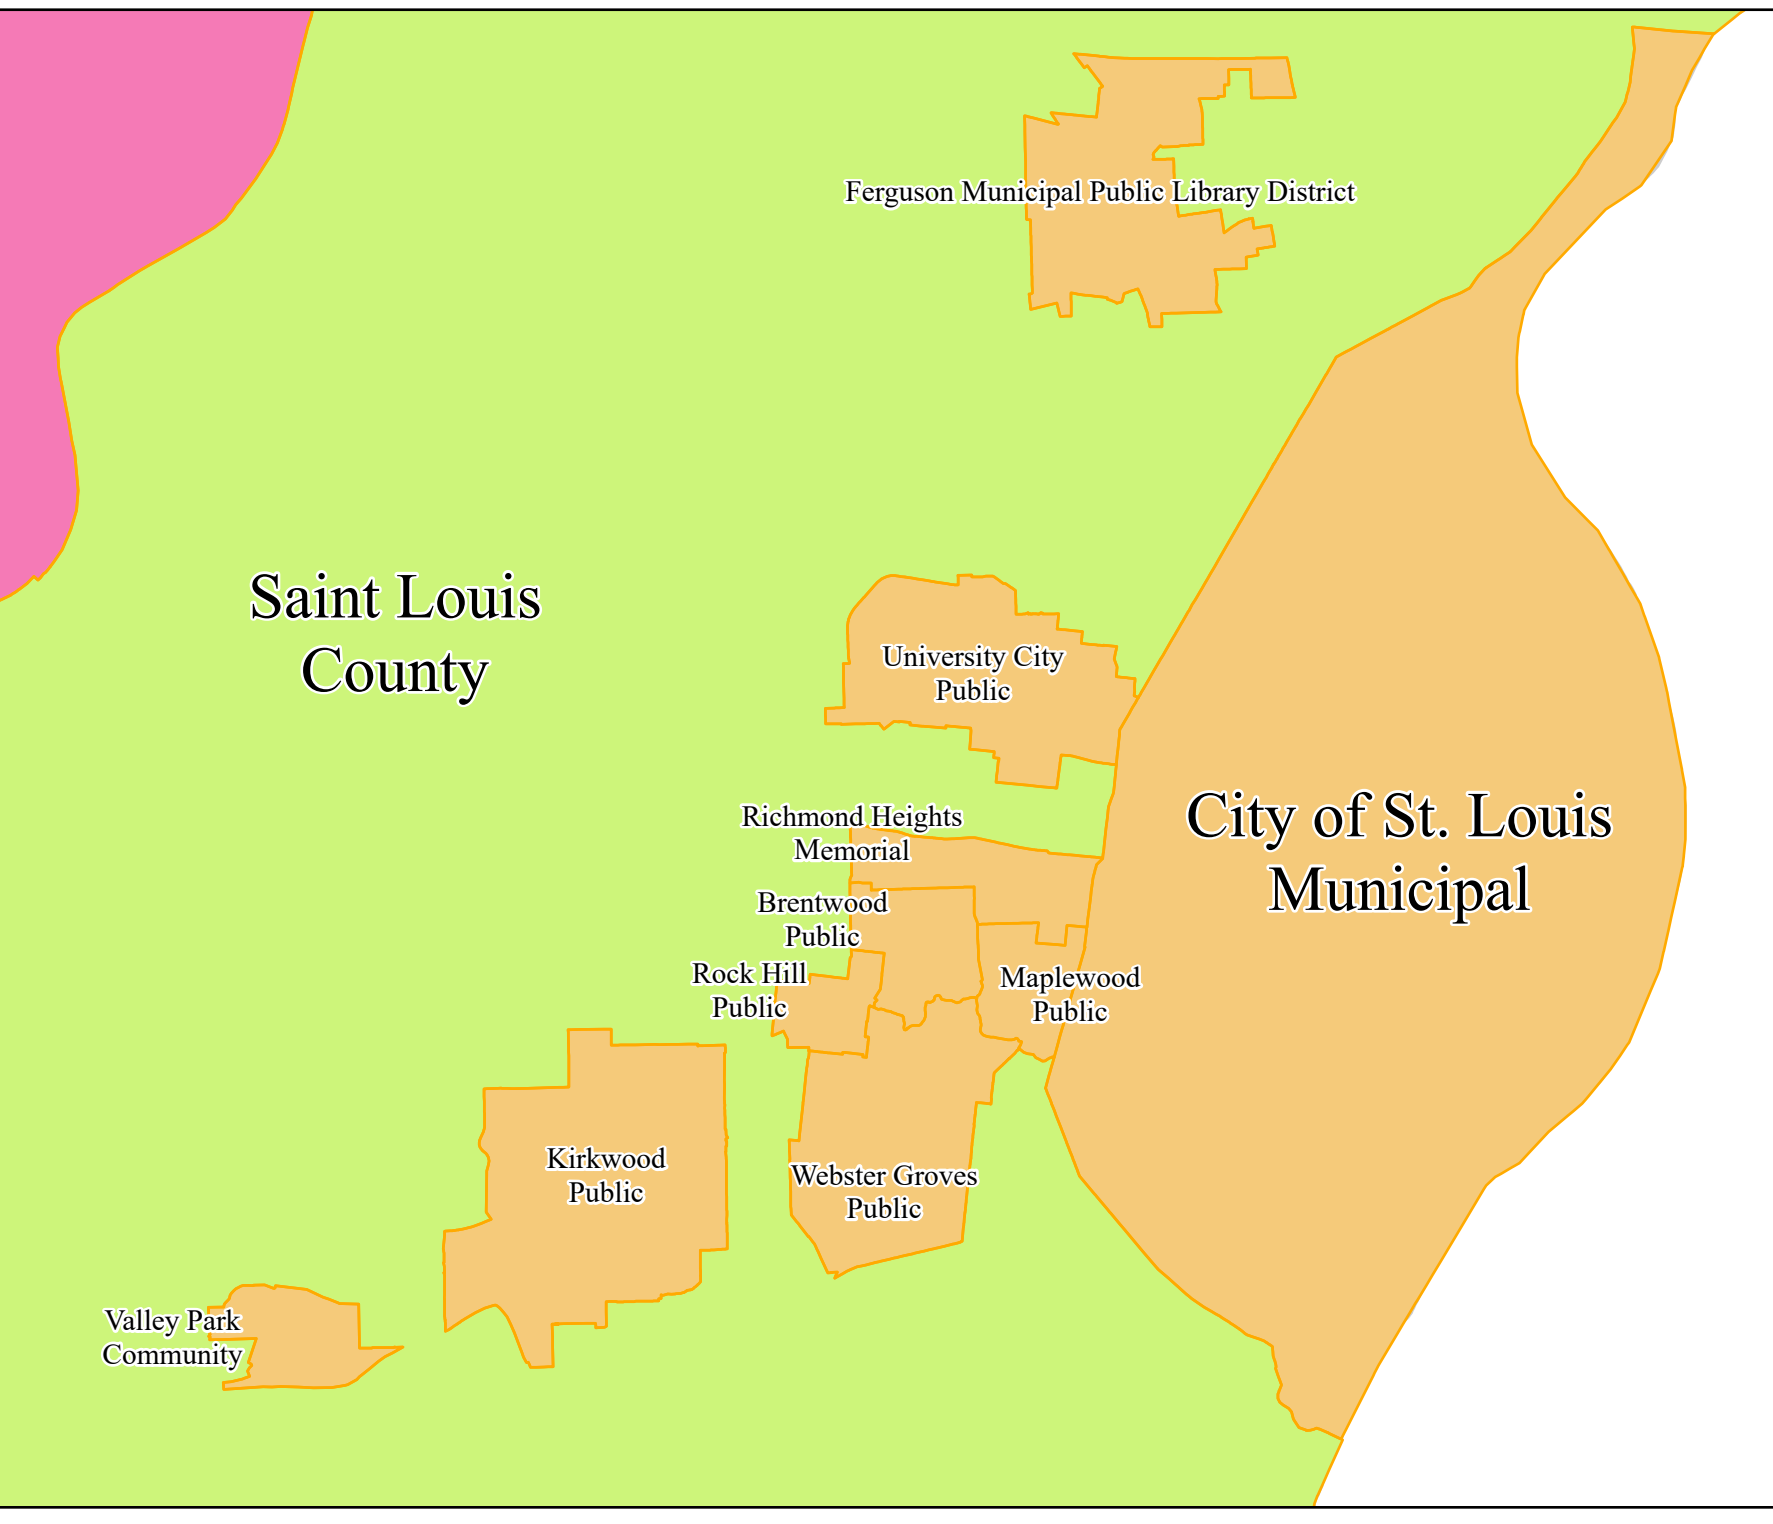 Ferguson Municipal Public Library District
Saint Louis
County
University City
Public
Richmond Heights
Memorial
City of St. Louis
Municipal
Brentwood
Public
Rock Hill
Public
Maplewood
Public
Kirkwood
Public
Webster Groves
Public
Valley Park
Community